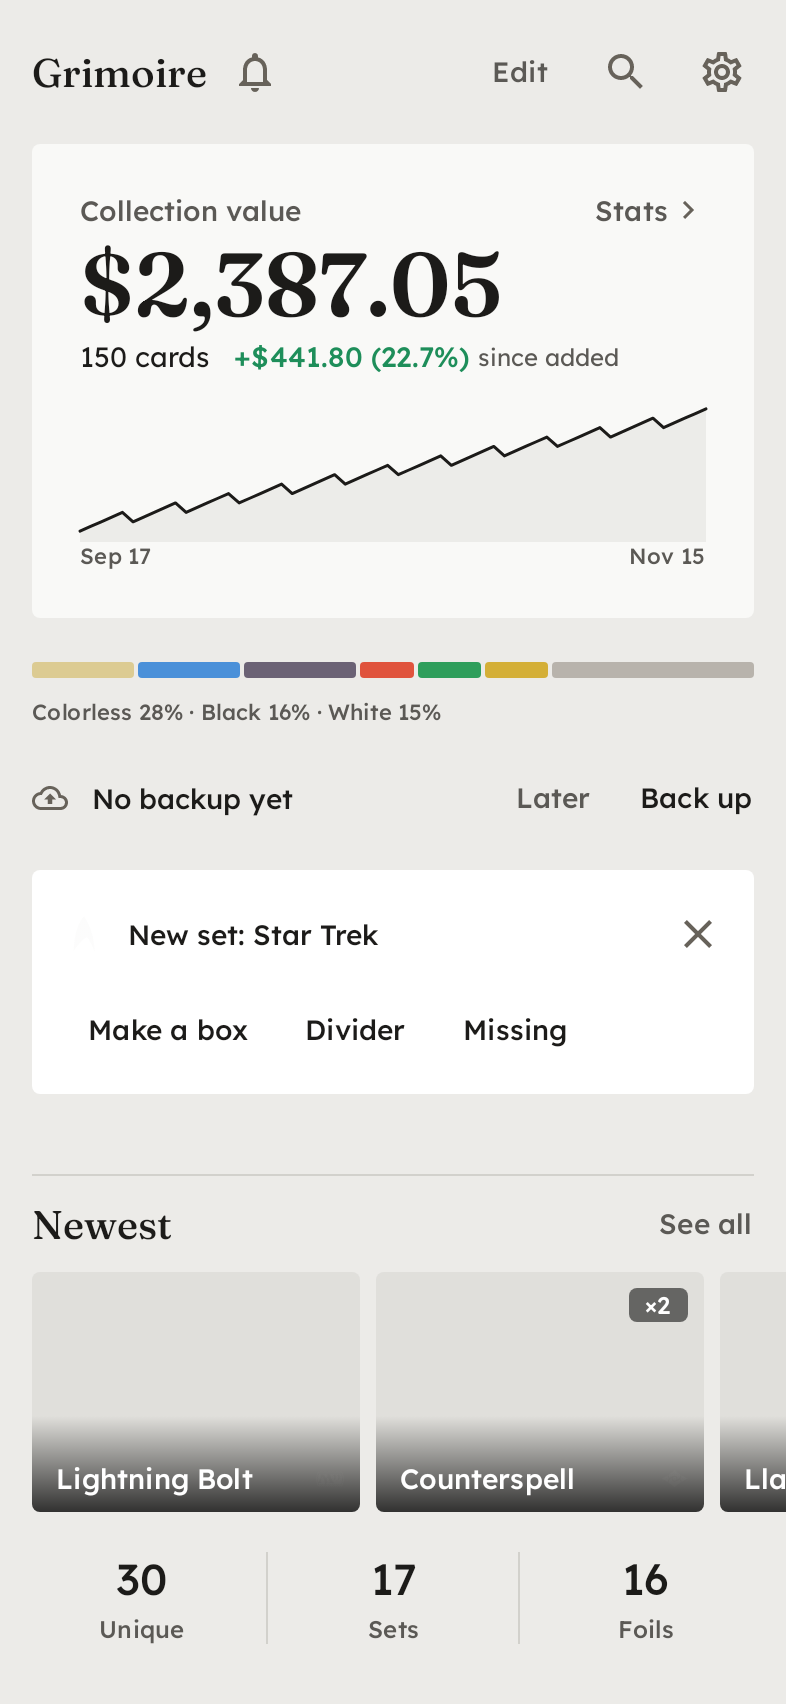 Grimoire
Edit
Collection value
Stats
$2,387.05
150 cards +$441.80 (22.7%) since added
Sep 17
Nov 15
Colorless 28% · Black 16% · White 15%
No backup yet
Later
Back up
New set: Star Trek
Make a box
Divider
Missing
Newest
See all
×2
Lightning Bolt
Counterspell
Lla
30
Unique
17
Sets
16
Foils